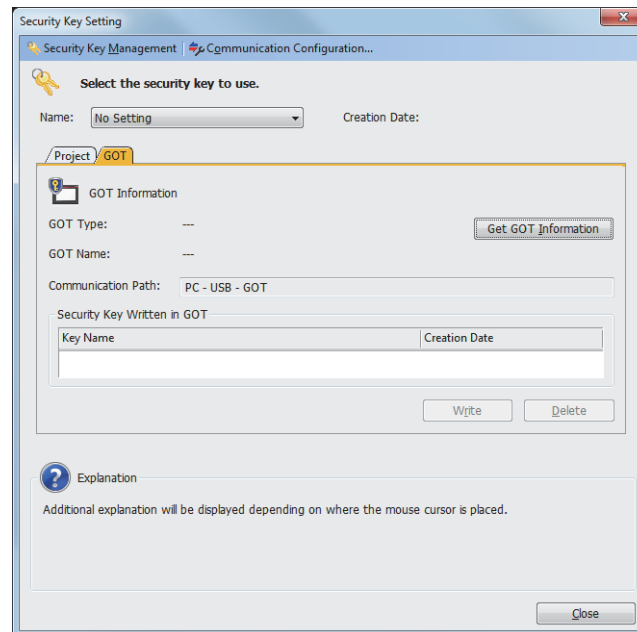 Security Key Setting
Security Key Management Communication Configuration...
Select the security key to use.
Name: No Setting Creation Date:
Project GOT
GOT Information
GOT Type: --- Get GOT Information
GOT Name: ---
Communication Path: PC - USB - GOT
Security Key Written in GOT
Key Name Creation Date
Write Delete
? Explanation
Additional explanation will be displayed depending on where the mouse cursor is placed.
Close